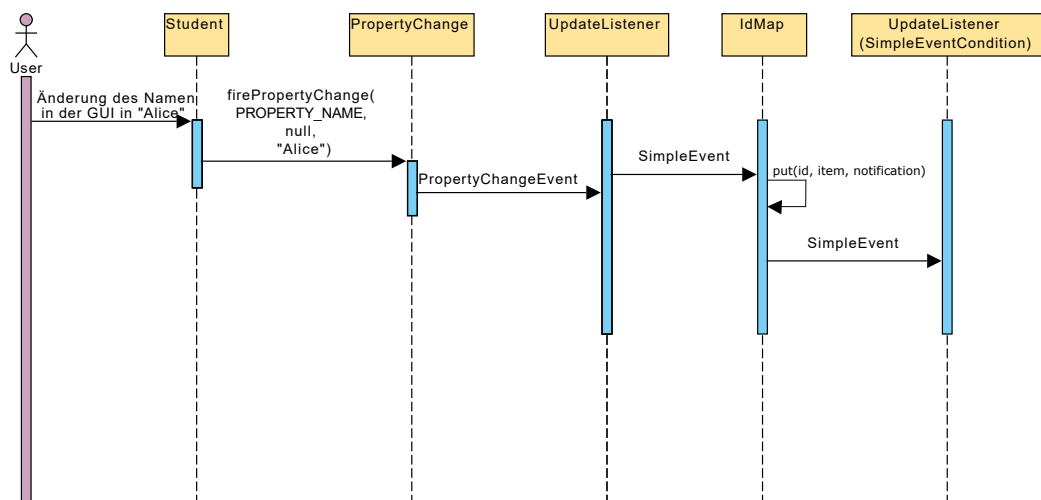 Student
PropertyChange
UpdateListener
IdMap
UpdateListener
(SimpleEventCondition)
User
Änderung des Namen
in der GUI in "Alice"
firePropertyChange(
PROPERTY_NAME,
null,
"Alice")
PropertyChangeEvent
SimpleEvent
put(id, item, notification)
SimpleEvent